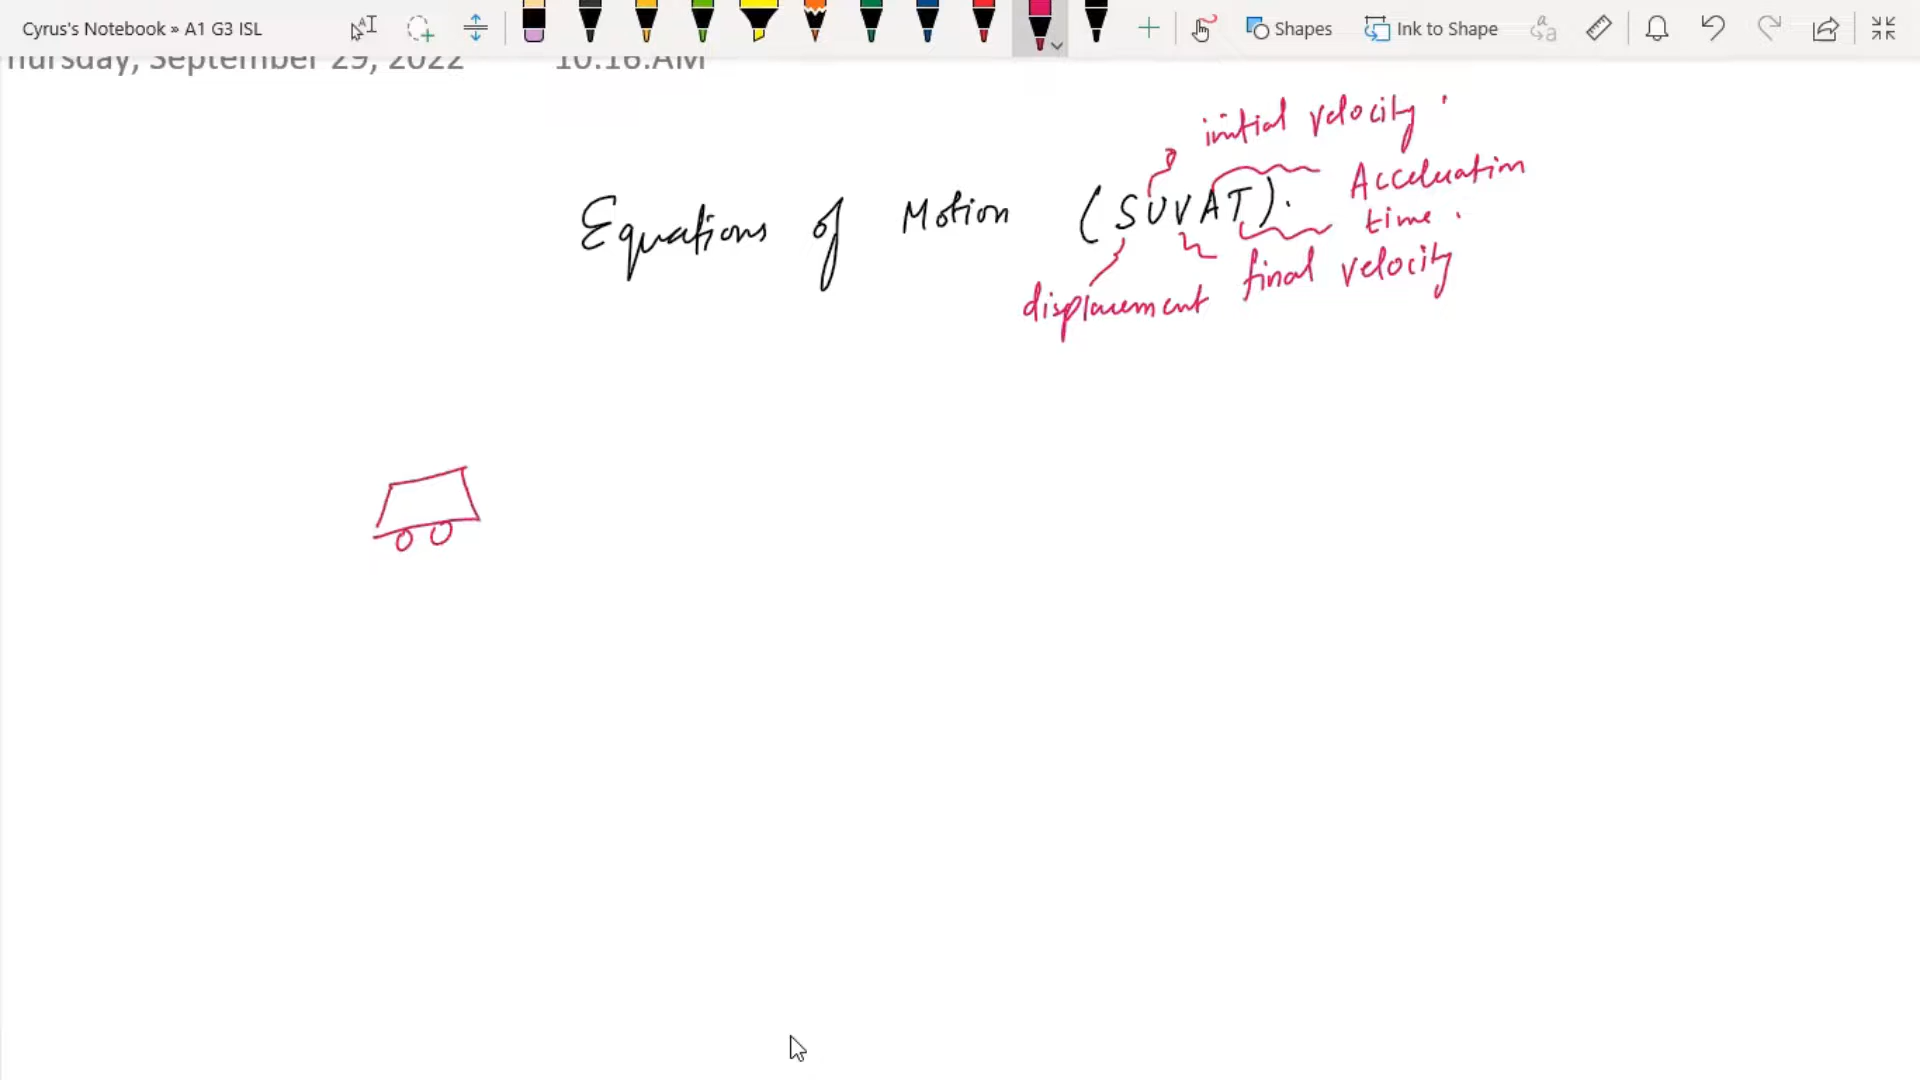 Cyrus's Notebook » A1 G3 ISL
Shapes
Ink to Shape
hursday, September 29, 2022 10:16 AM
initial velocity.
Acceleration
Equations of Motion (SUVAT).
time.
final velocity
displacement